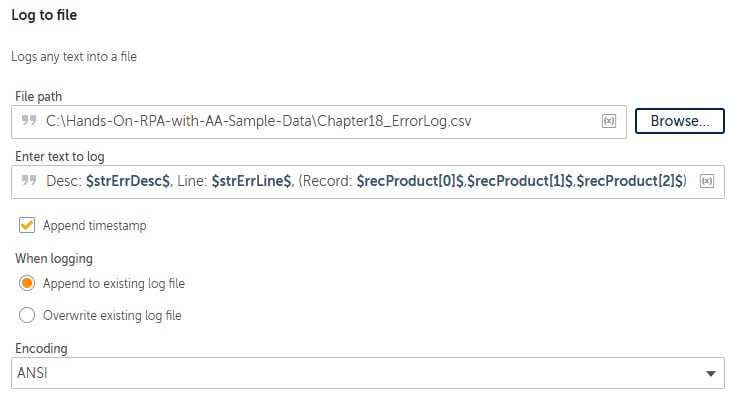 Log to file
Logs any text into a file
File path
C:\Hands-On-RPA-with-AA-Sample-Data\Chapter18_ErrorLog.csv (x) Browse...
Enter text to log
Desc: $strErrDesc$, Line: $strErrLine$, (Record: $recProduct[0]$,$recProduct[1]$,$recProduct[2]$) (x)
Append timestamp
When logging
Append to existing log file
Overwrite existing log file
Encoding
ANSI